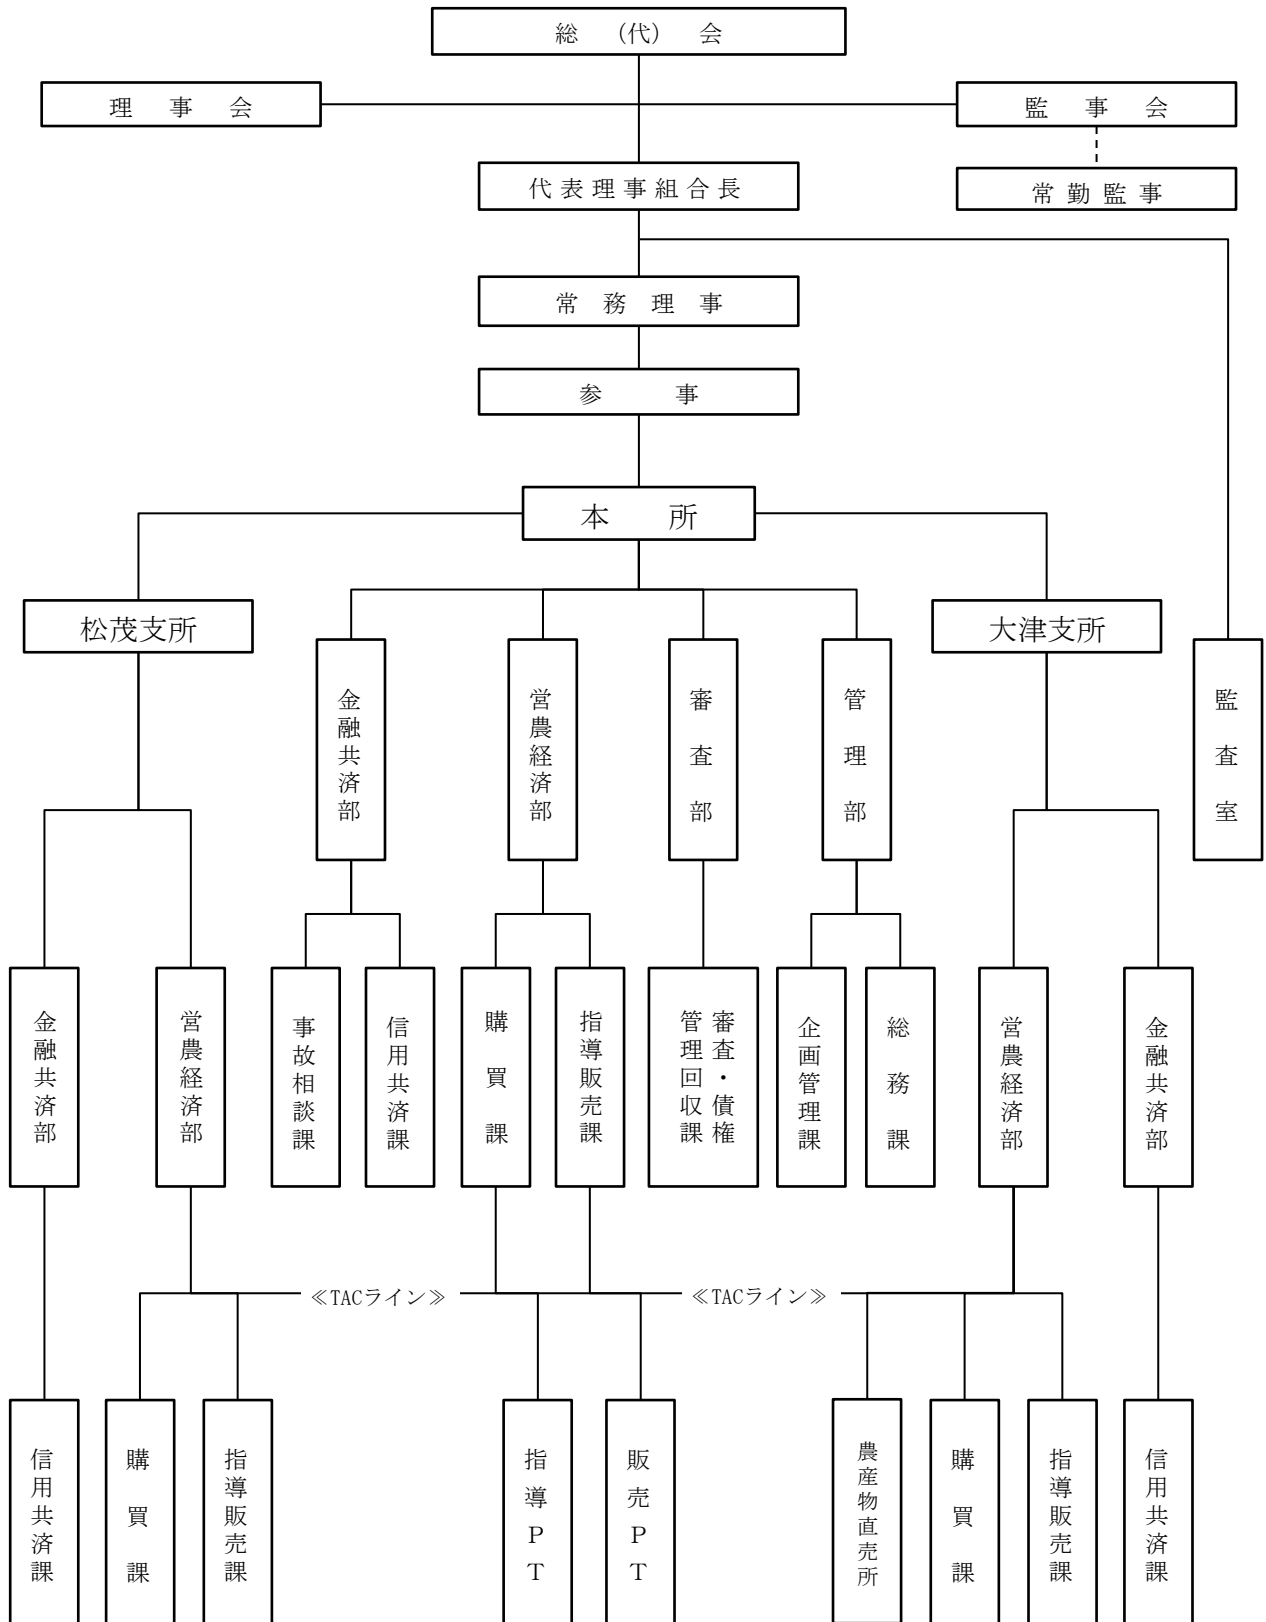 総　(代)　会
理　事　会
監　事　会
代表理事組合長
常勤監事
常　務　理　事
参　　　事
本　　所
松茂支所
大津支所
金融共済部
営農経済部
審査部
管理部
監査室
金融共済部
営農経済部
事故相談課
信用共済課
購買課
指導販売課
審査・債権
管理回収課
企画管理課
総務課
営農経済部
金融共済部
≪TACライン≫
≪TACライン≫
信用共済課
購買課
指導販売課
指導ＰＴ
販売ＰＴ
農産物直売所
購買課
指導販売課
信用共済課